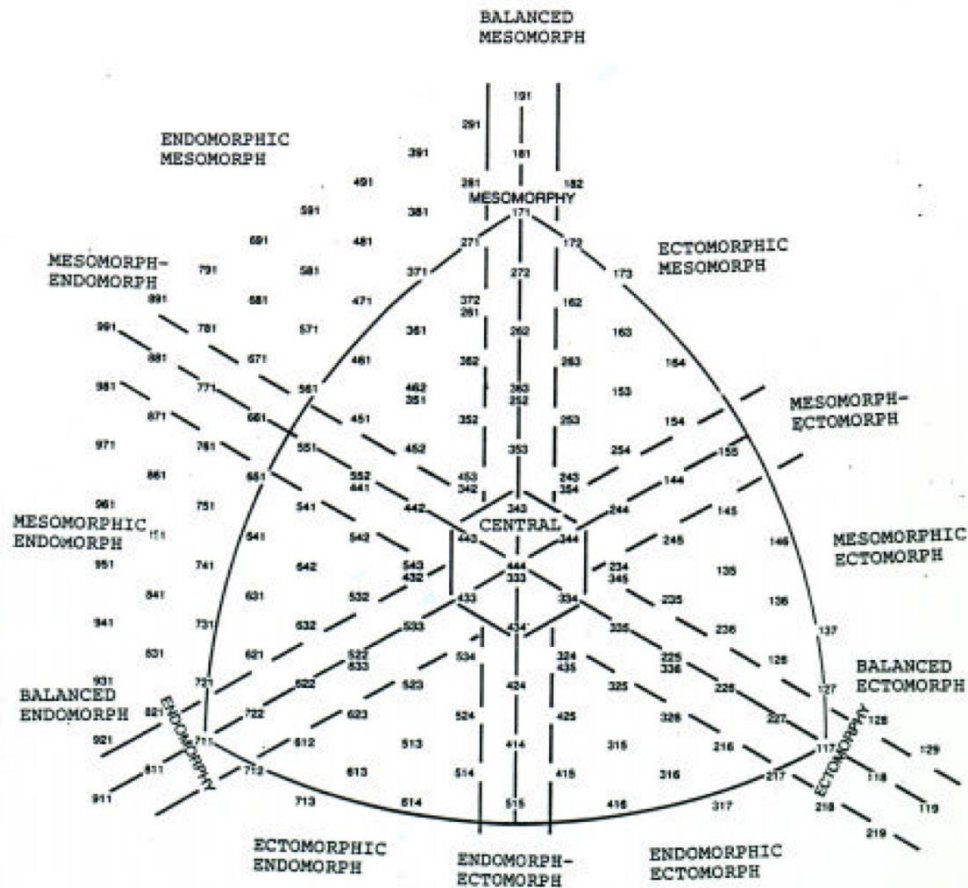 BALANCED
MESOMORPH
191
291
ENDOMORPHIC
MESOMORPH
391 181
491 281 182
MESOMORPHY
591 381 171
691 481 271 172
ECTOMORPHIC
MESOMORPH
MESOMORPH-
ENDOMORPH
791 581 371 272 173
891 681 471 372 162
261
991 781 571 361 262 163
881 671 461 362 263 164
981 771 561 462 363 153
351 252
MESOMORPH-
ECTOMORPH
871 661 451 352 253 154
971 761 551 452 353 254 155
861 651 552 453 243 144
441 342 354
961 751 541 442 343 244 145
MESOMORPHIC
ENDOMORPH
CENTRAL
MESOMORPHIC
ECTOMORPH
641 542 443 344 245 146
951 741 642 543 444 234 135
432 333 345
841 631 532 433 334 235 136
941 731 632 533 434 335 236 137
831 621 522 534 324 225 126
633 435 336
931 721 522 523 424 325 226 127
BALANCED
ENDOMORPH
BALANCED
ECTOMORPH
821 722 623 524 425 326 227 128
921 711 612 513 414 315 216 117 129
ENDOMORPHY
ECTOMORPHY
811 712 613 514 415 316 217 118
911 713 614 515 416 317 218 119
219
ECTOMORPHIC
ENDOMORPH
ENDOMORPH-
ECTOMORPH
ENDOMORPHIC
ECTOMORPH